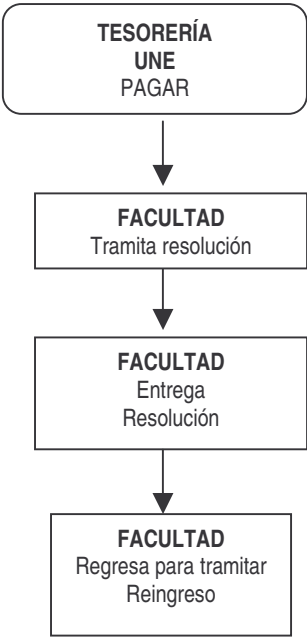 TESORERÍA
UNE
PAGAR
FACULTAD
Tramita resolución
FACULTAD
Entrega
Resolución
FACULTAD
Regresa para tramitar
Reingreso